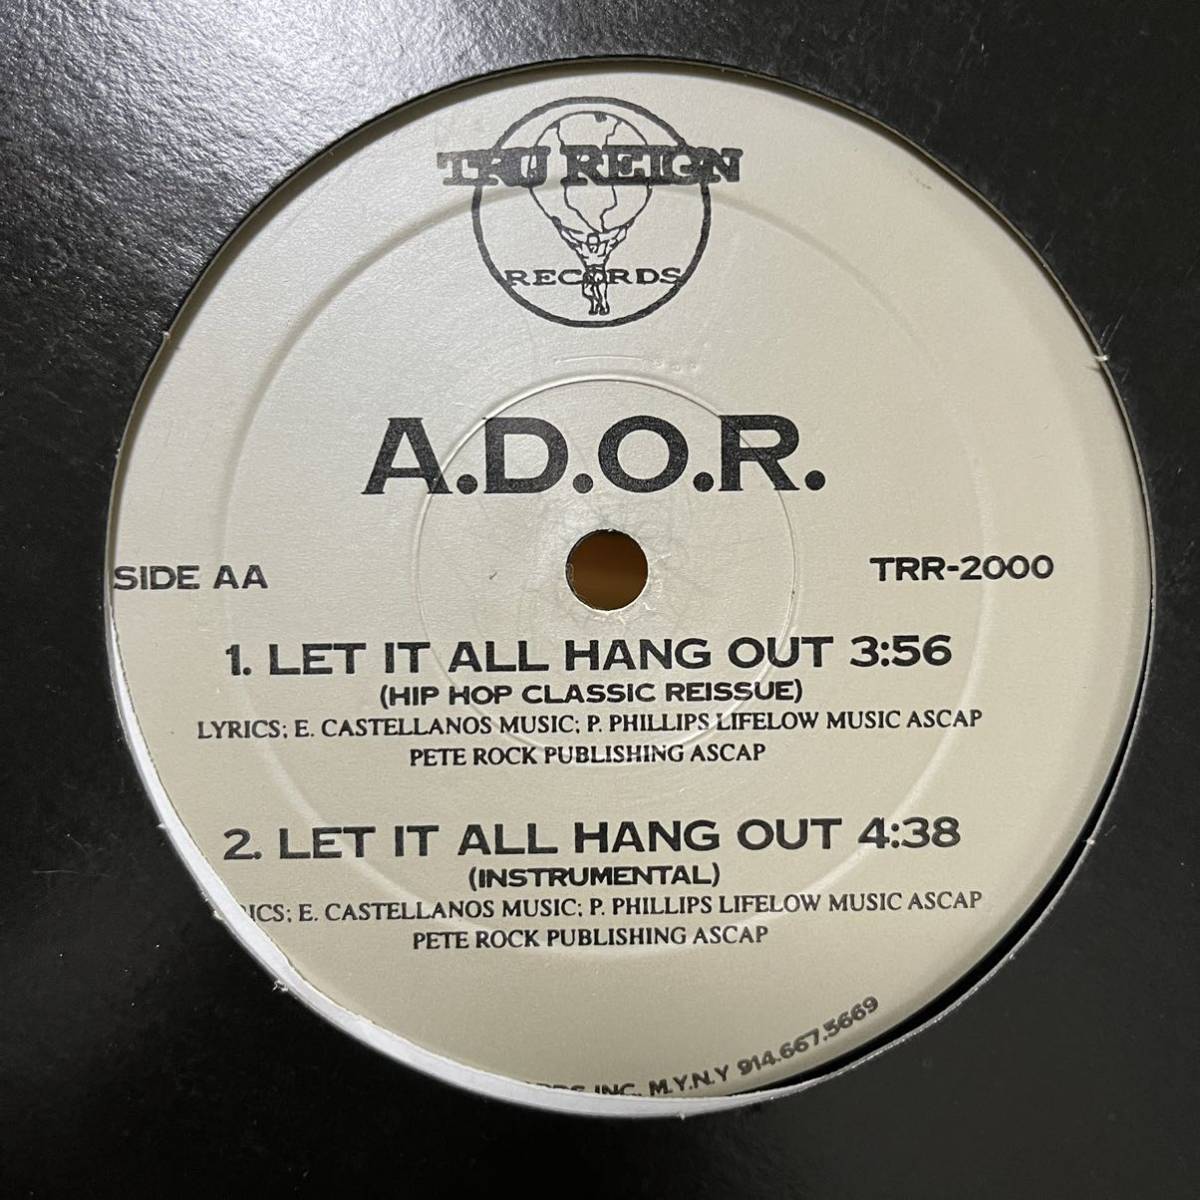 TRU REIGN
RECORDS
A.D.O.R.
SIDE AA
TRR-2000
1. LET IT ALL HANG OUT 3:56
(HIP HOP CLASSIC REISSUE)
LYRICS; E. CASTELLANOS MUSIC; P. PHILLIPS LIFELOW MUSIC ASCAP
PETE ROCK PUBLISHING ASCAP
2. LET IT ALL HANG OUT 4:38
(INSTRUMENTAL)
E. CASTELLANOS MUSIC; P. PHILLIPS LIFELOW MUSIC ASCAP
PETE ROCK PUBLISHING ASCAP
INC. M.Y.N.Y 914.667.5669